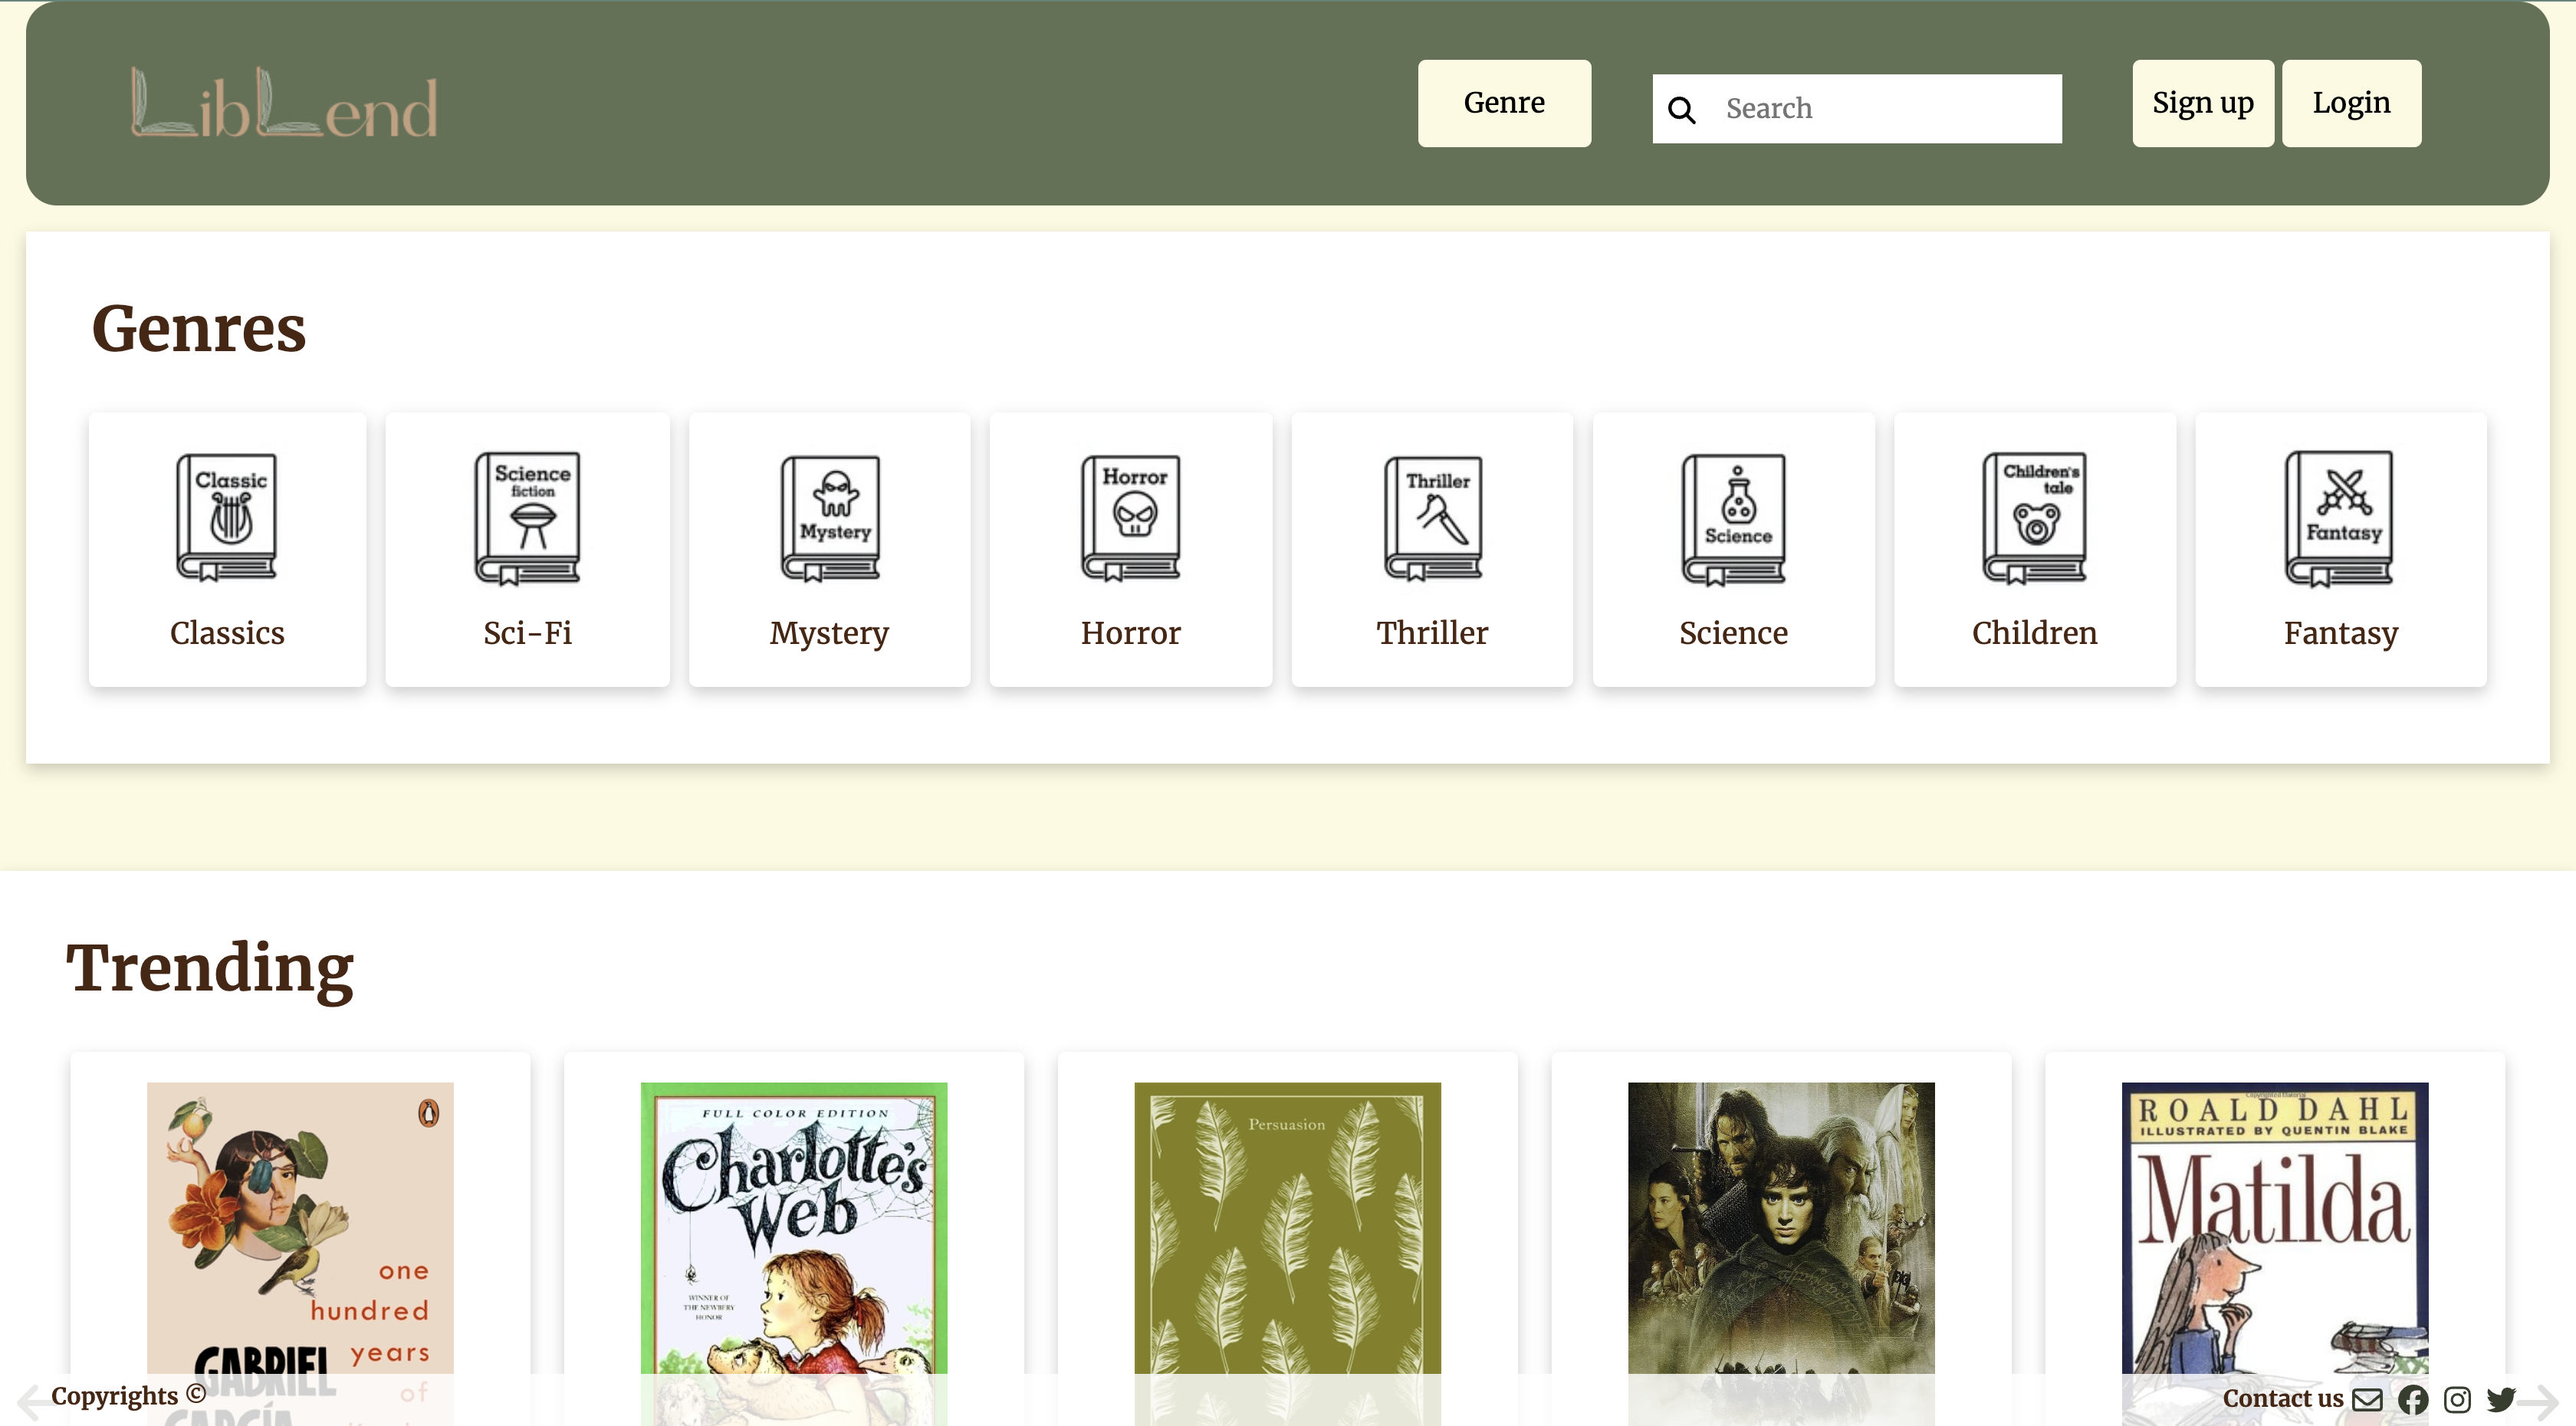 LibLend
Genre
Search
Sign up
Login
Genres
Classic
Science
fiction
Mystery
Horror
Thriller
Science
Children's
tale
Fantasy
Classics
Sci-Fi
Mystery
Horror
Thriller
Science
Children
Fantasy
Trending
one
hundred
years
of
GABRIEL
GARCÍA
FULL COLOR EDITION
Charlotte's
Web
WINNER OF
THE NEWBERY
HONOR
Persuasion
ROALD DAHL
ILLUSTRATED BY QUENTIN BLAKE
Matilda
Copyrights ©
Contact us